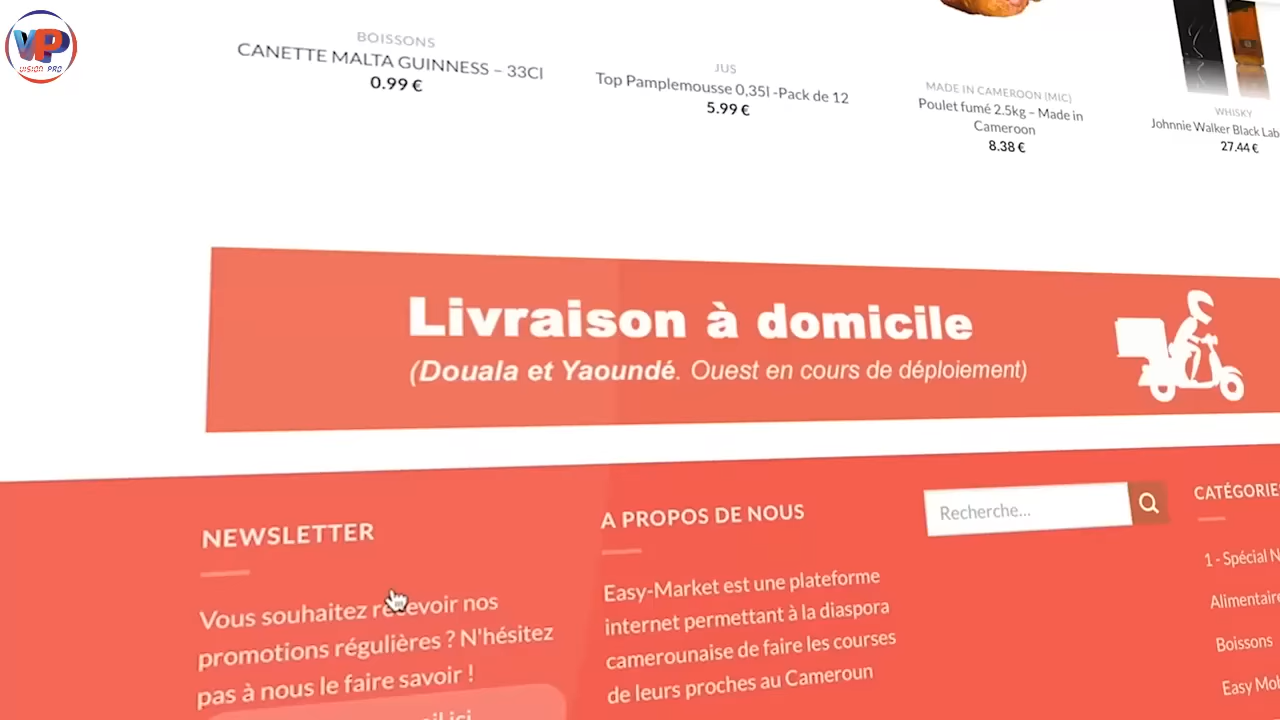 VP
VISION PRO
BOISSONS
CANETTE MALTA GUINNESS – 33Cl
0.99 €
JUS
Top Pamplemousse 0,35l -Pack de 12
5.99 €
MADE IN CAMEROON (MIC)
Poulet fumé 2.5kg – Made in
Cameroon
8.38 €
WHISKY
Johnnie Walker Black Lab
27.44 €
Livraison à domicile
(Douala et Yaoundé. Ouest en cours de déploiement)
NEWSLETTER
Vous souhaitez recevoir nos
promotions régulières ? N'hésitez
pas à nous le faire savoir !
A PROPOS DE NOUS
Easy-Market est une plateforme
internet permettant à la diaspora
camerounaise de faire les courses
de leurs proches au Cameroun
Recherche...
CATÉGORIES
1 - Spécial N
Alimentaire
Boissons
Easy Mob